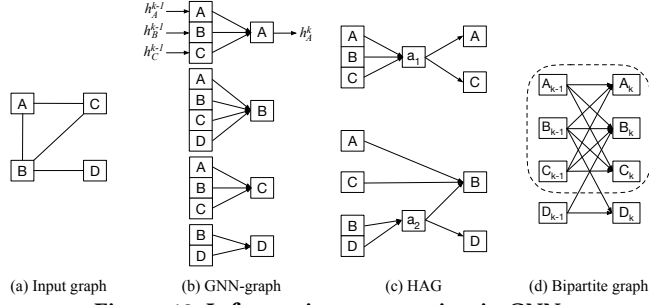 A
C
B
D
(a) Input graph
h_A^{k-1}
h_B^{k-1}
h_C^{k-1}
A
B
C
A
h_A^k
A
B
C
D
B
A
B
C
C
B
D
D
(b) GNN-graph
A
B
C
a_1
A
C
A
C
B
D
a_2
B
D
(c) HAG
A_{k-1}
A_k
B_{k-1}
B_k
C_{k-1}
C_k
D_{k-1}
D_k
(d) Bipartite graph